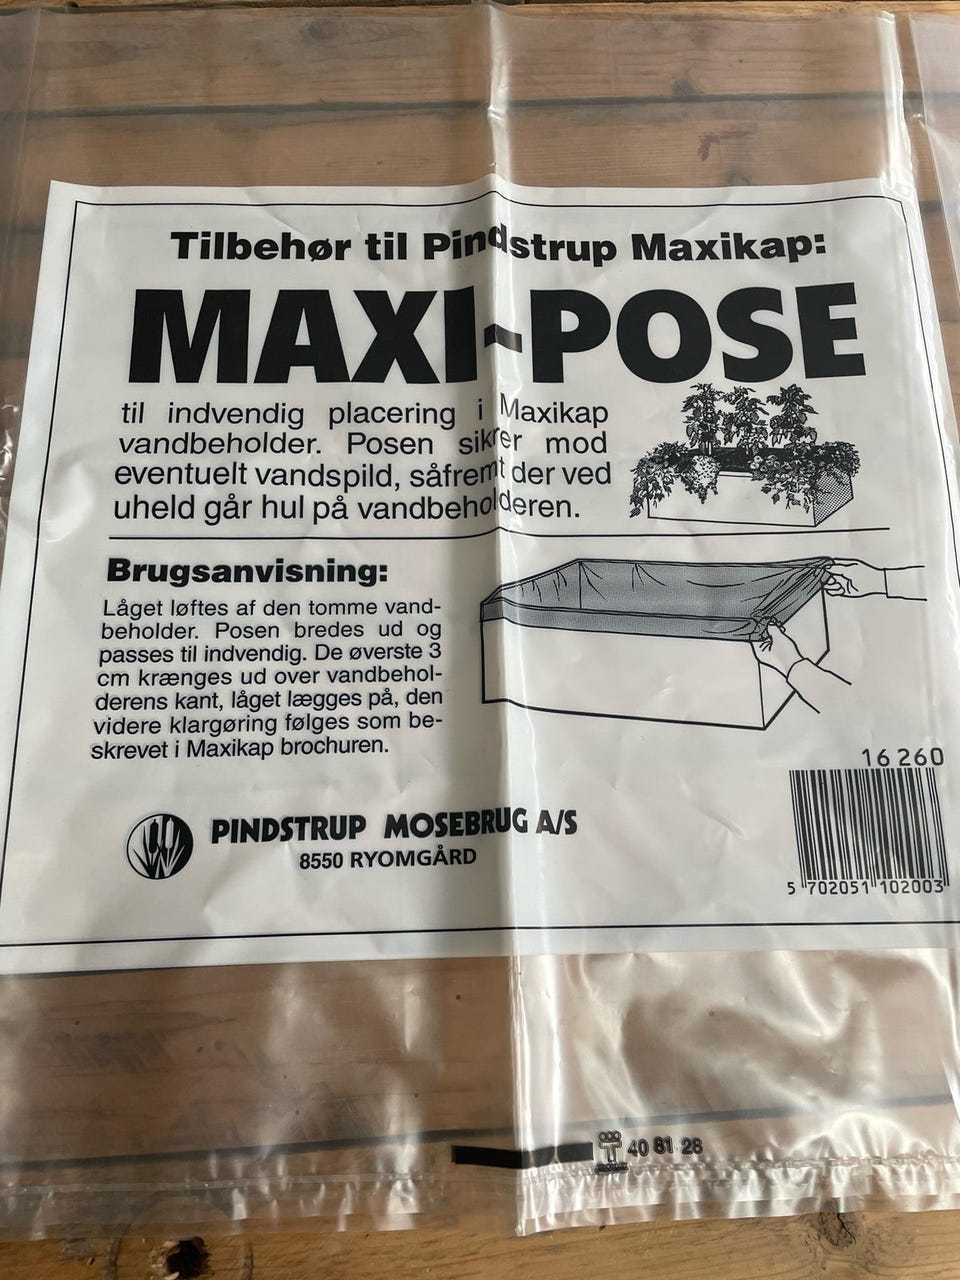 Tilbehør til Pindstrup Maxikap:
MAXI-POSE
til indvendig placering i Maxikap
vandbeholder. Posen sikrer mod
eventuelt vandspild, såfremt der ved
uheld går hul på vandbeholderen.
Brugsanvisning:
Låget løftes af den tomme vand-
beholder. Posen bredes ud og
passes til indvendig. De øverste 3
cm krænges ud over vandbehol-
derens kant, låget lægges på, den
videre klargøring følges som be-
skrevet i Maxikap brochuren.
16 260
5 702051 102003
PINDSTRUP MOSEBRUG A/S
8550 RYOMGÅRD
40 81 28